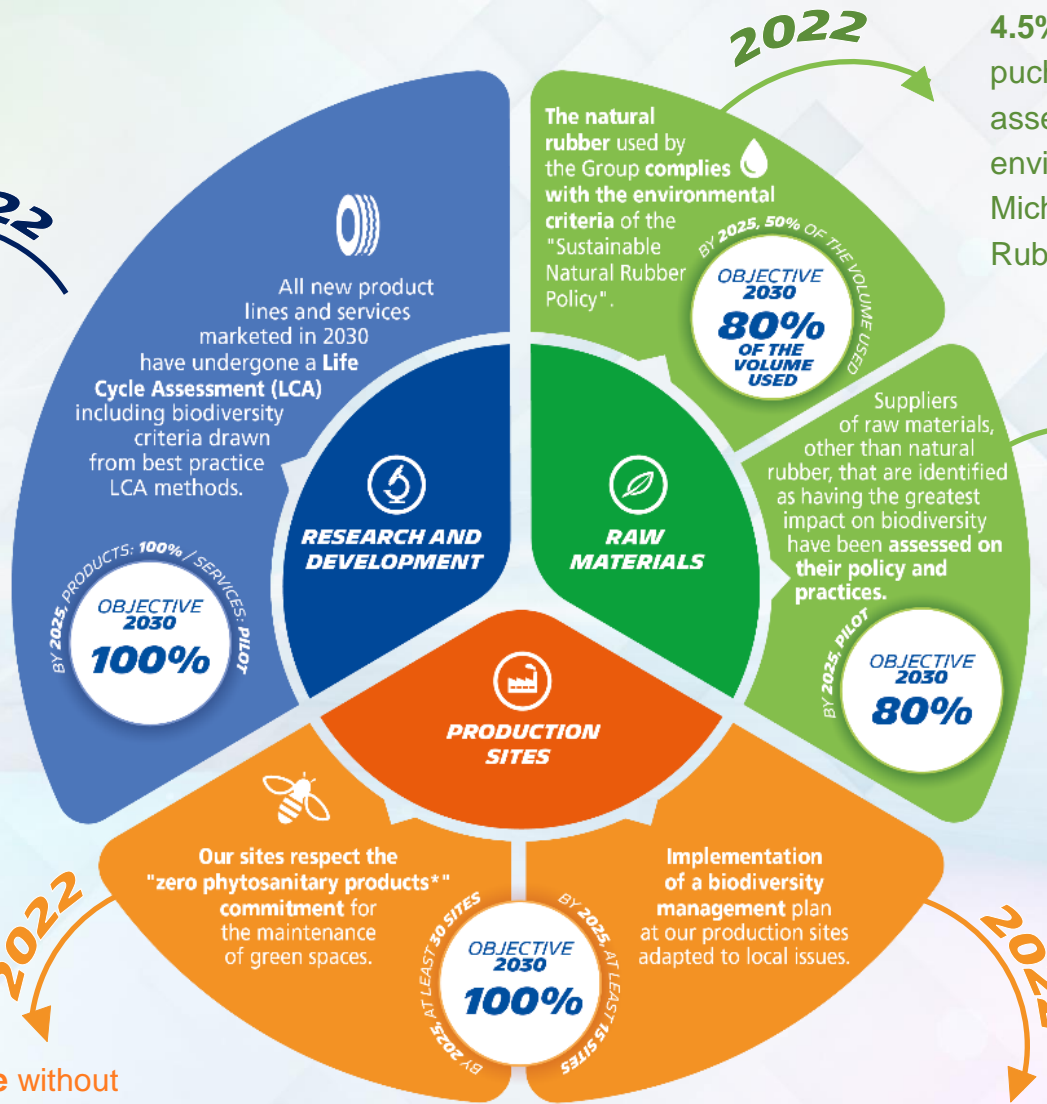 2022
4.5%
The natural
rubber used by
the Group complies
with the environmental
criteria of the
"Sustainable
Natural Rubber
Policy".
BY 2025, 50% OF THE VOLUME USED
OBJECTIVE
2030
80%
OF THE
VOLUME
USED
22
All new product
lines and services
marketed in 2030
have undergone a Life
Cycle Assessment (LCA)
including biodiversity
criteria drawn
from best practice
LCA methods.
BY 2025, PRODUCTS: 100% / SERVICES: PILOT
OBJECTIVE
2030
100%
RESEARCH AND
DEVELOPMENT
RAW
MATERIALS
Suppliers
of raw materials,
other than natural
rubber, that are identified
as having the greatest
impact on biodiversity
have been assessed on
their policy and
practices.
BY 2025, PILOT
OBJECTIVE
2030
80%
PRODUCTION
SITES
Our sites respect the
"zero phytosanitary products*"
commitment for
the maintenance
of green spaces.
BY 2025, AT LEAST 30 SITES
OBJECTIVE
2030
100%
BY 2025, AT LEAST 15 SITES
Implementation
of a biodiversity
management plan
at our production sites
adapted to local issues.
2022
2022
without